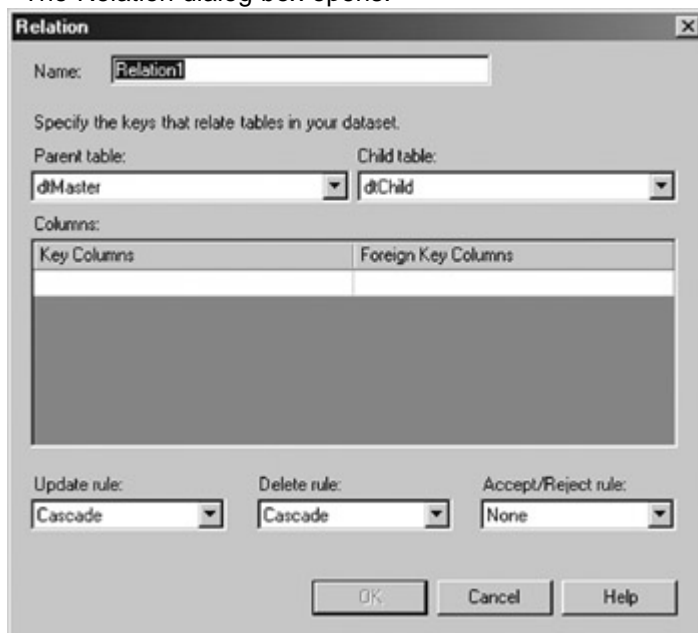 The Relation dialog box opens.
Relation
Name: Relation1
Specify the keys that relate tables in your dataset.
Parent table: Child table:
dtMaster dtChild
Columns:
Key Columns Foreign Key Columns
Update rule: Delete rule: Accept/Reject rule:
Cascade Cascade None
OK Cancel Help